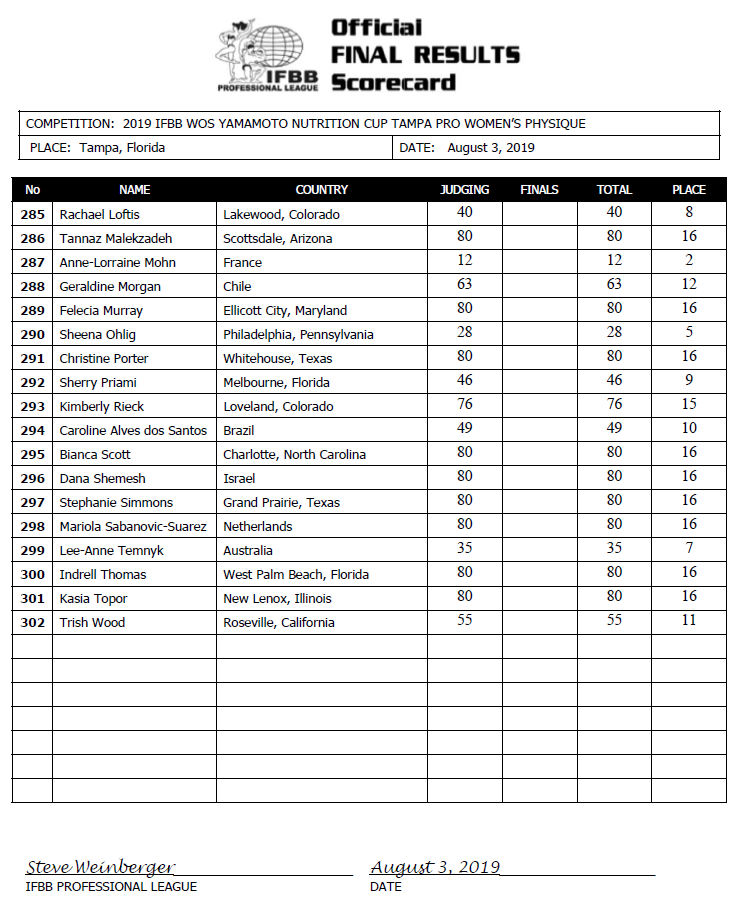 Official
FINAL RESULTS
Scorecard
IFBB
PROFESSIONAL LEAGUE
COMPETITION: 2019 IFBB WOS YAMAMOTO NUTRITION CUP TAMPA PRO WOMEN'S PHYSIQUE
PLACE: Tampa, Florida DATE: August 3, 2019
No NAME COUNTRY JUDGING FINALS TOTAL PLACE
285 Rachael Loftis Lakewood, Colorado 40 40 8
286 Tannaz Malekzadeh Scottsdale, Arizona 80 80 16
287 Anne-Lorraine Mohn France 12 12 2
288 Geraldine Morgan Chile 63 63 12
289 Felecia Murray Ellicott City, Maryland 80 80 16
290 Sheena Ohlig Philadelphia, Pennsylvania 28 28 5
291 Christine Porter Whitehouse, Texas 80 80 16
292 Sherry Priami Melbourne, Florida 46 46 9
293 Kimberly Rieck Loveland, Colorado 76 76 15
294 Caroline Alves dos Santos Brazil 49 49 10
295 Bianca Scott Charlotte, North Carolina 80 80 16
296 Dana Shemesh Israel 80 80 16
297 Stephanie Simmons Grand Prairie, Texas 80 80 16
298 Mariola Sabanovic-Suarez Netherlands 80 80 16
299 Lee-Anne Temnyk Australia 35 35 7
300 Indrell Thomas West Palm Beach, Florida 80 80 16
301 Kasia Topor New Lenox, Illinois 80 80 16
302 Trish Wood Roseville, California 55 55 11
Steve Weinberger August 3, 2019
IFBB PROFESSIONAL LEAGUE DATE